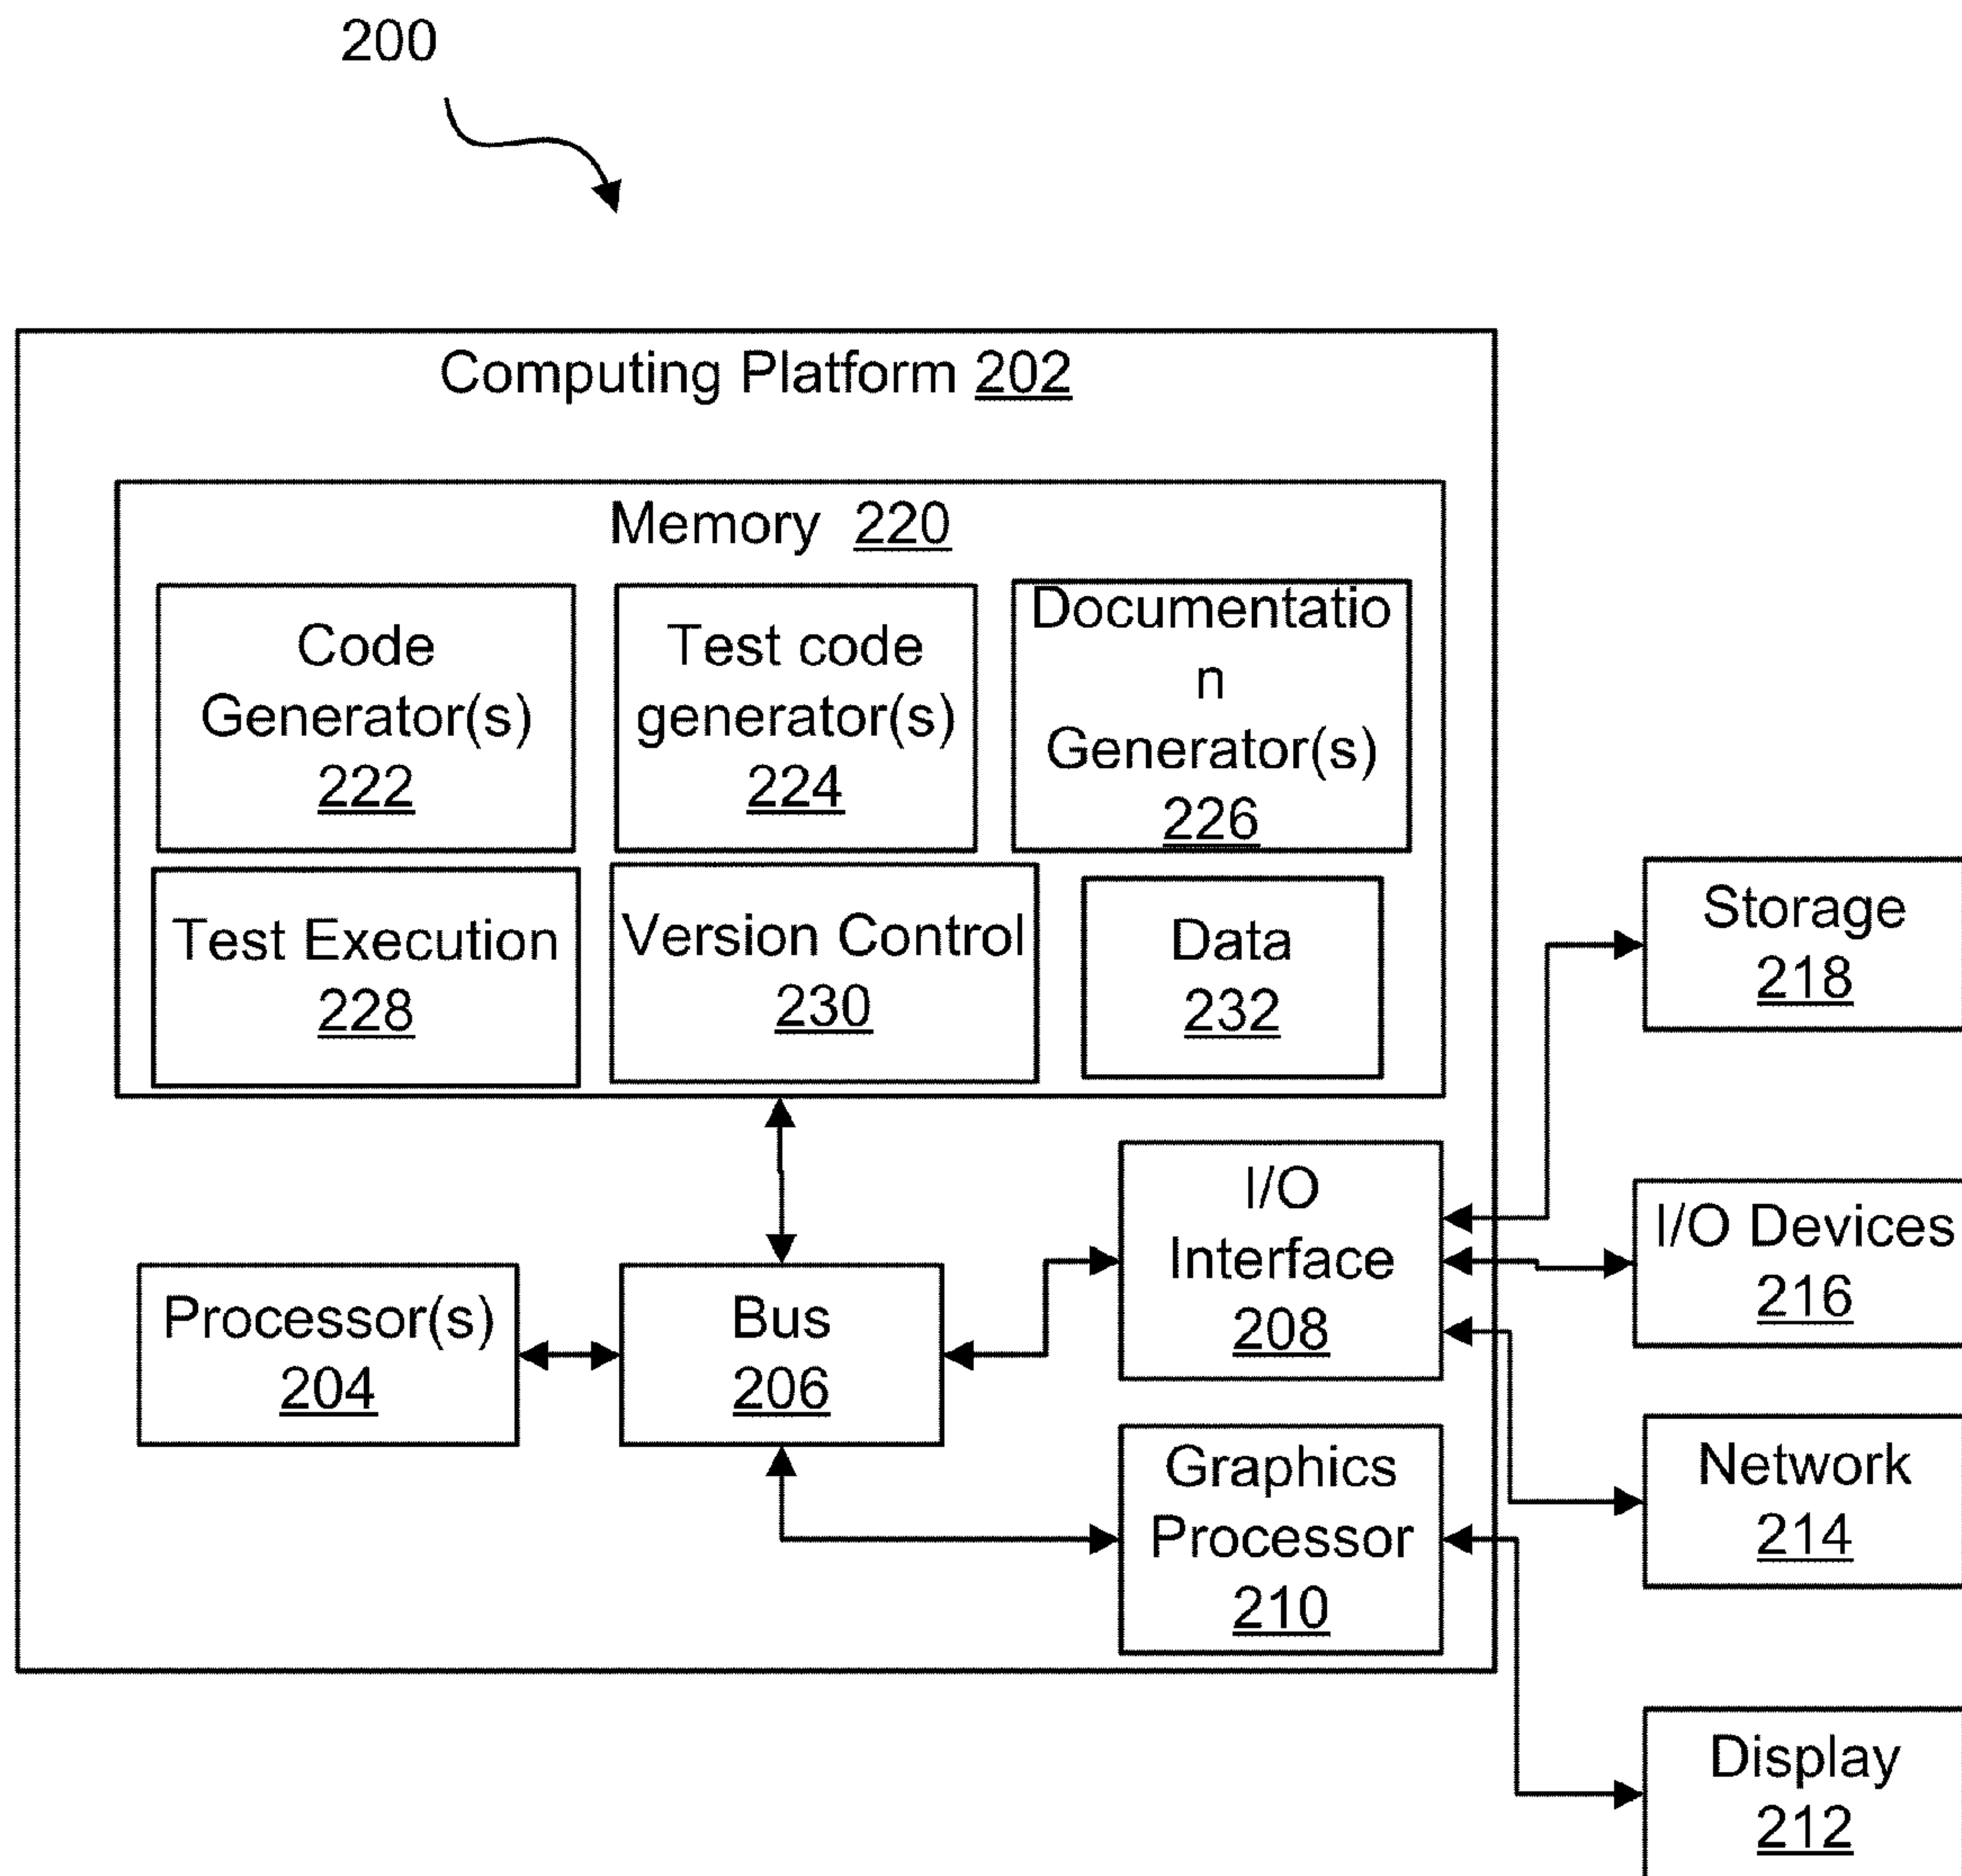 200
Computing Platform 202
Memory 220
Code
Generator(s)
222
Test code
generator(s)
224
Documentatio
n
Generator(s)
226
Test Execution
228
Version Control
230
Data
232
Storage
218
I/O
Interface
208
I/O Devices
216
Processor(s)
204
Bus
206
Graphics
Processor
210
Network
214
Display
212